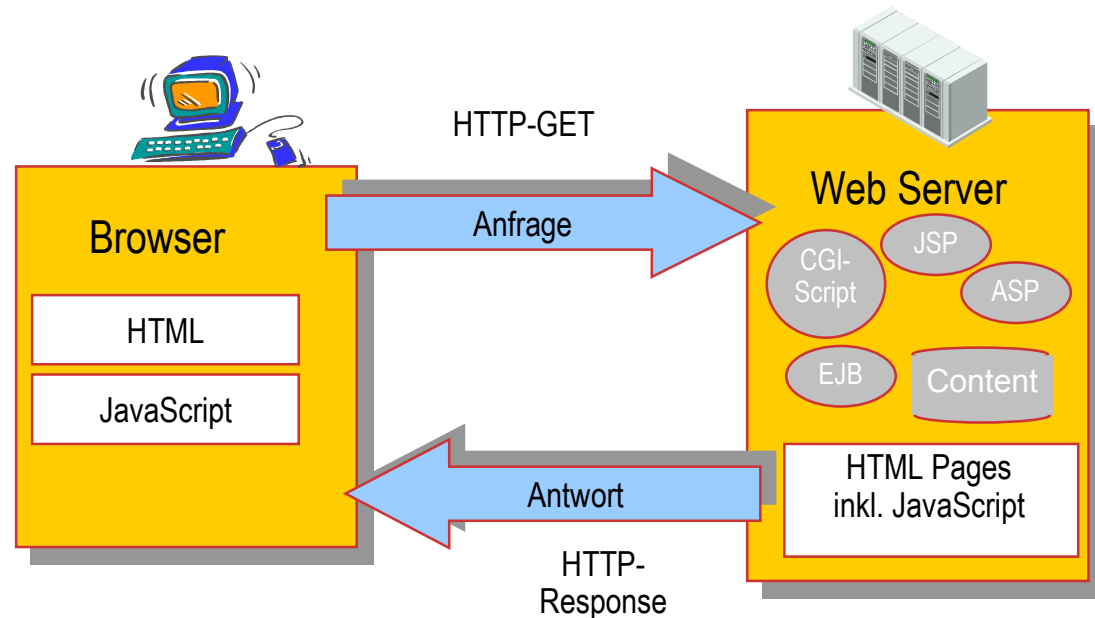 HTTP-GET
Browser
Anfrage
Web Server
HTML
JavaScript
CGI-
Script
JSP
ASP
EJB
Content
Antwort
HTML Pages
inkl. JavaScript
HTTP-
Response